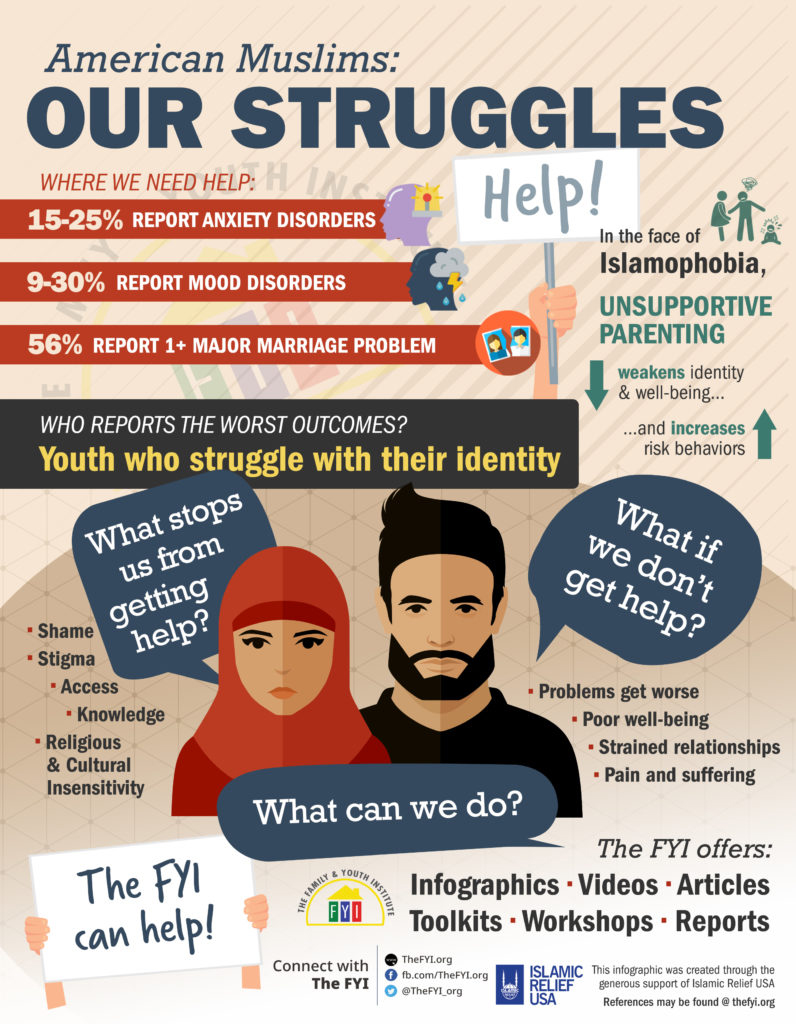 American Muslims:
OUR STRUGGLES
WHERE WE NEED HELP:
15-25% REPORT ANXIETY DISORDERS
9-30% REPORT MOOD DISORDERS
56% REPORT 1+ MAJOR MARRIAGE PROBLEM
Help!
In the face of
Islamophobia,
UNSUPPORTIVE
PARENTING
weakens identity
& well-being...
...and increases
risk behaviors
WHO REPORTS THE WORST OUTCOMES?
Youth who struggle with their identity
What stops
us from
getting
help?
▪ Shame
▪ Stigma
▪ Access
▪ Knowledge
▪ Religious
& Cultural
Insensitivity
What if
we don't
get help?
▪ Problems get worse
▪ Poor well-being
▪ Strained relationships
▪ Pain and suffering
What can we do?
The FYI
can help!
The FYI offers:
Infographics ▪ Videos ▪ Articles
Toolkits ▪ Workshops ▪ Reports
THE FAMILY & YOUTH INSTITUTE
FYI
Connect with
The FYI
TheFYI.org
fb.com/TheFYI.org
@TheFYI_org
ISLAMIC
RELIEF
USA
This infographic was created through the
generous support of Islamic Relief USA
References may be found @ thefyi.org